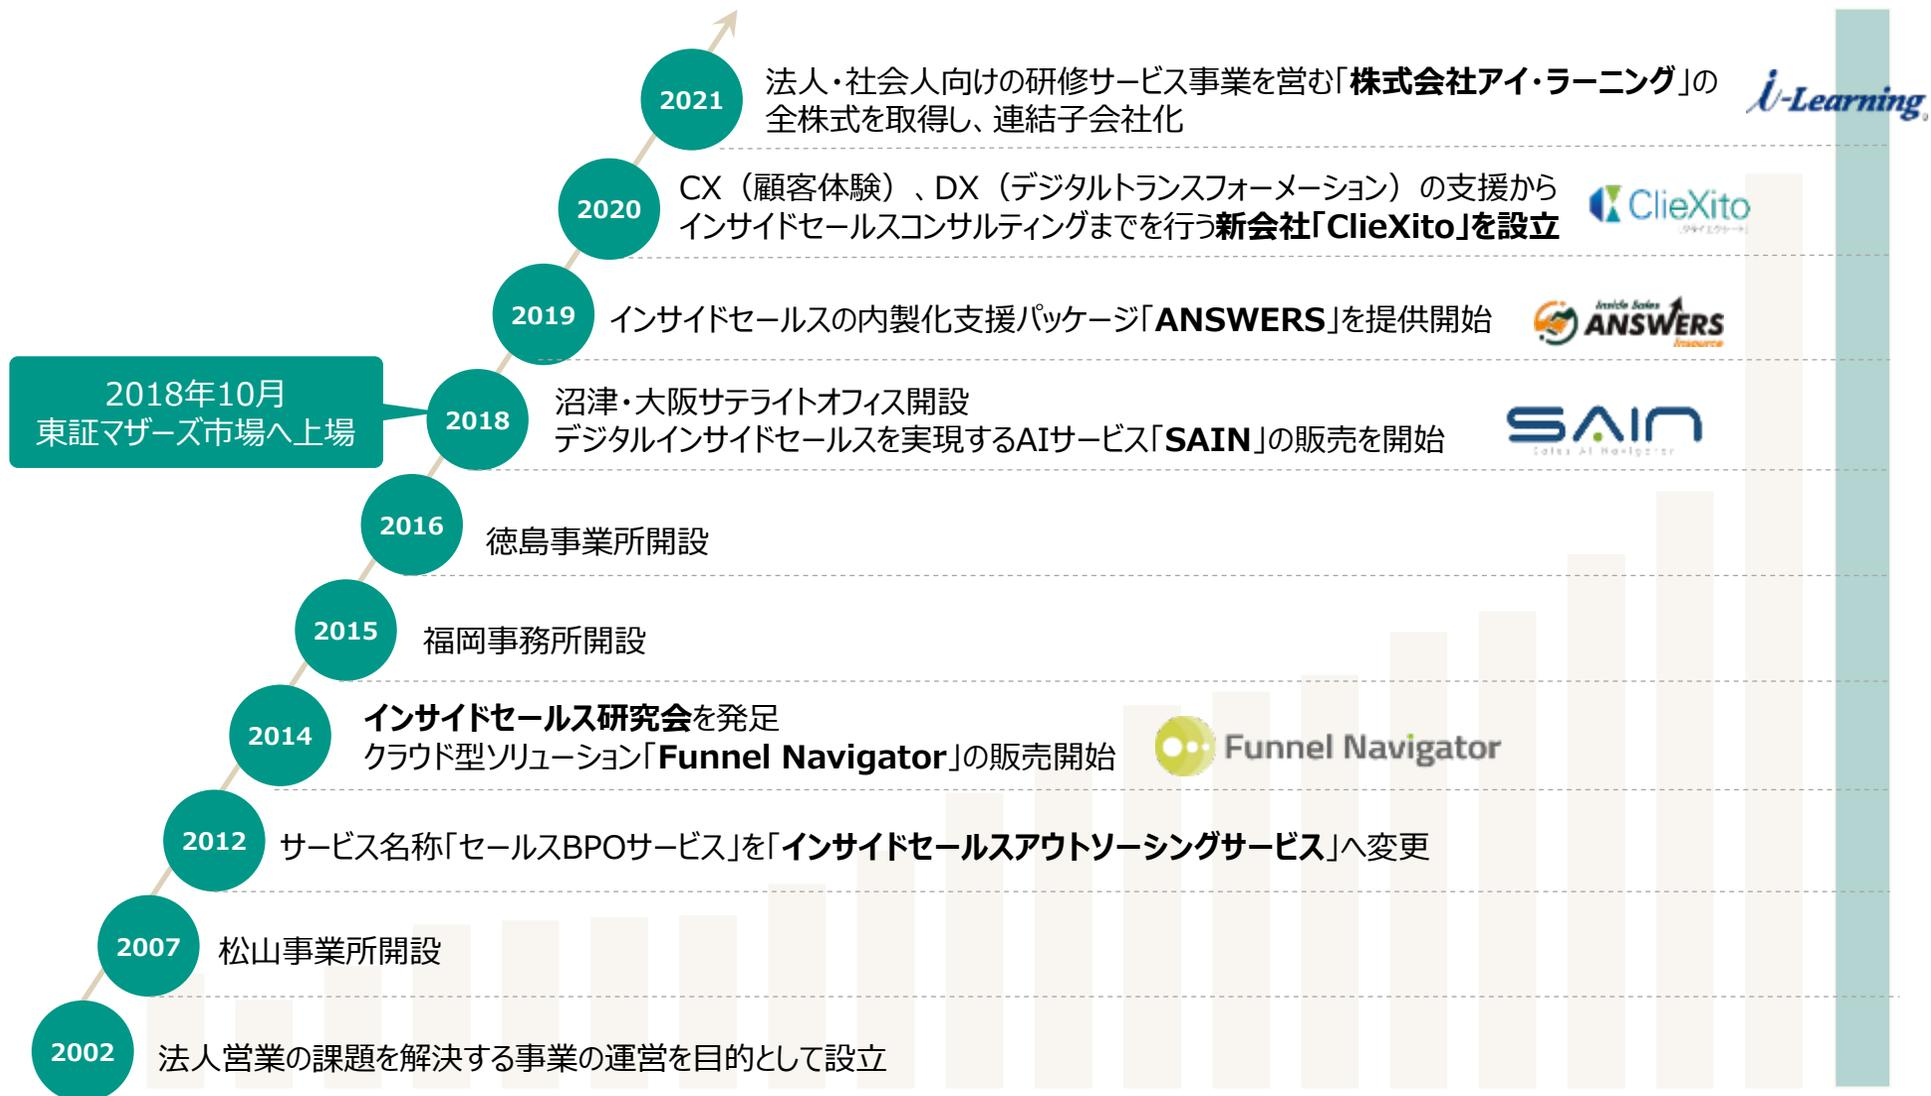 2021
法人・社会人向けの研修サービス事業を営む「株式会社アイ・ラーニング」の
全株式を取得し、連結子会社化
i-Learning®
2020
CX（顧客体験）、DX（デジタルトランスフォーメーション）の支援から
インサイドセールスコンサルティングまでを行う新会社「ClieXito」を設立
ClieXito
2019
インサイドセールスの内製化支援パッケージ「ANSWERS」を提供開始
Inside Sales
ANSWERS
Insource
2018年10月
東証マザーズ市場へ上場
2018
沼津・大阪サテライトオフィス開設
デジタルインサイドセールスを実現するAIサービス「SAIN」の販売を開始
SAIN
Sales AI Navigator
2016
徳島事業所開設
2015
福岡事務所開設
2014
インサイドセールス研究会を発足
クラウド型ソリューション「Funnel Navigator」の販売開始
Funnel Navigator
2012
サービス名称「セールスBPOサービス」を「インサイドセールスアウトソーシングサービス」へ変更
2007
松山事業所開設
2002
法人営業の課題を解決する事業の運営を目的として設立